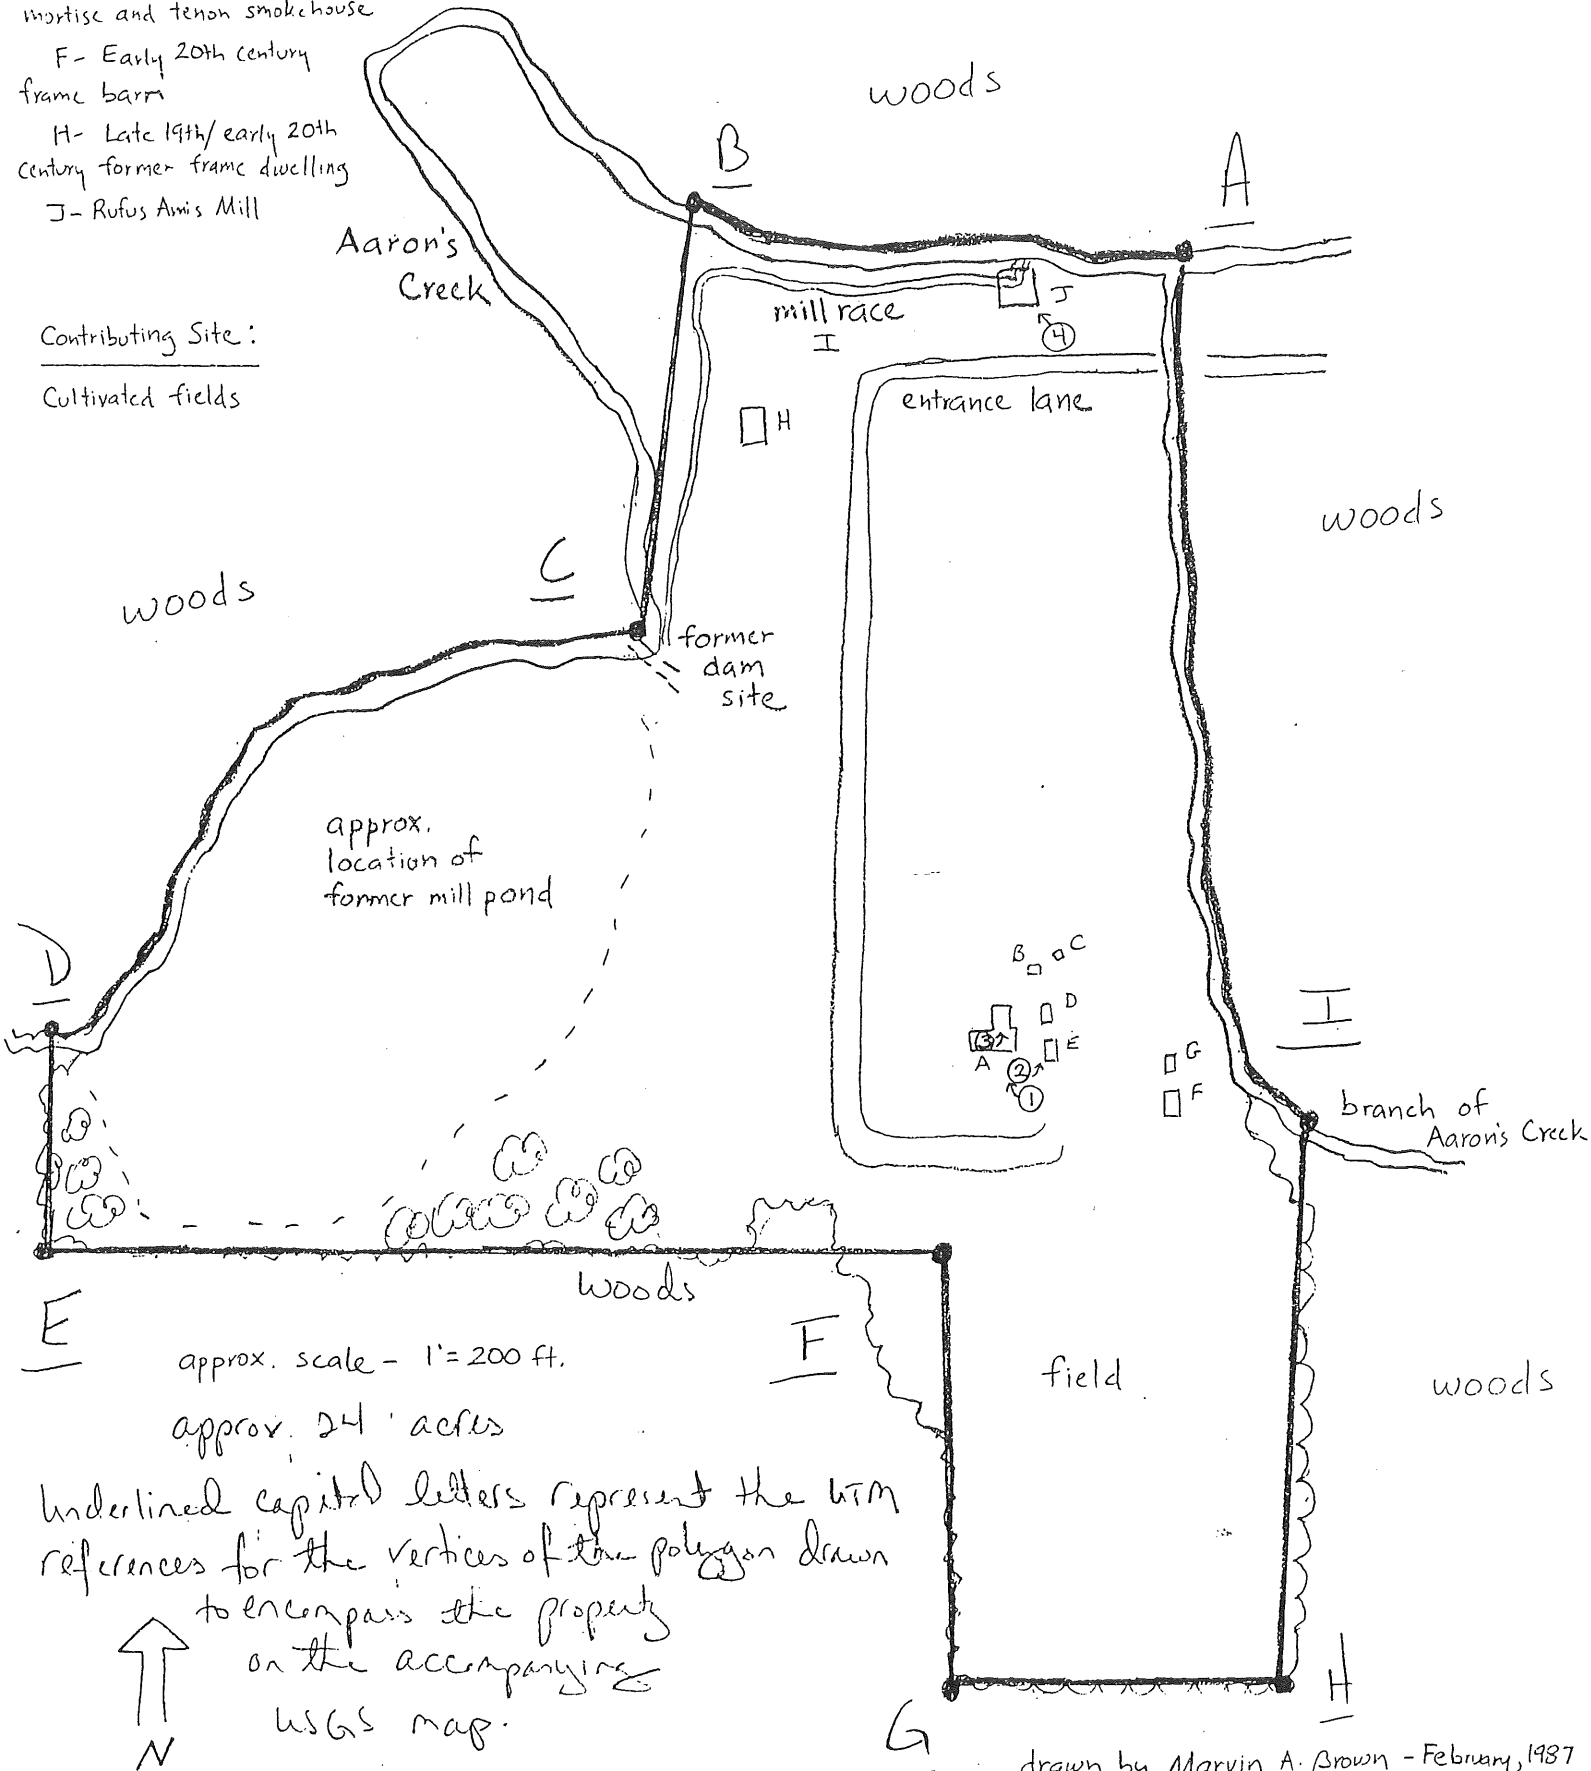 mortise and tenon smokehouse
F- Early 20th century
frame barn
H- Late 19th/early 20th
century former frame dwelling
J- Rufus Amis Mill
Contributing Site:
Cultivated fields
woods
B
A
Aaron's
Creek
mill race
I
J
4
entrance lane
H
woods
C
woods
former
dam
site
approx.
location of
former mill pond
D
B
C
D
E
3
A
2
1
I
G
F
branch of
Aaron's Creek
woods
E
F
approx. scale - 1"= 200 ft.
approx. 24 acres
field
woods
Underlined capital letters represent the UTM
references for the vertices of the polygon drawn
to encompass the property
on the accompanying
USGS map.
N
G
H
drawn by Marvin A. Brown - February, 1987